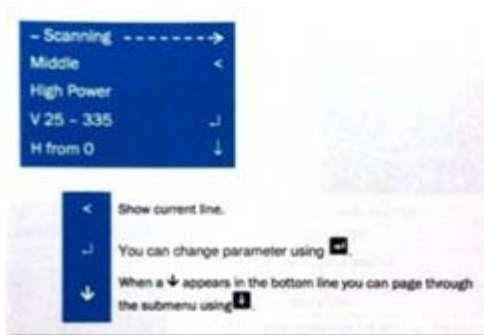 – Scanning -------->
Middle <
High Power
V 25 – 335 ↵
H from 0 ↓
< Show current line.
↵ You can change parameter using ↵.
↓ When a ↓ appears in the bottom line you can page through
the submenu using ↓.